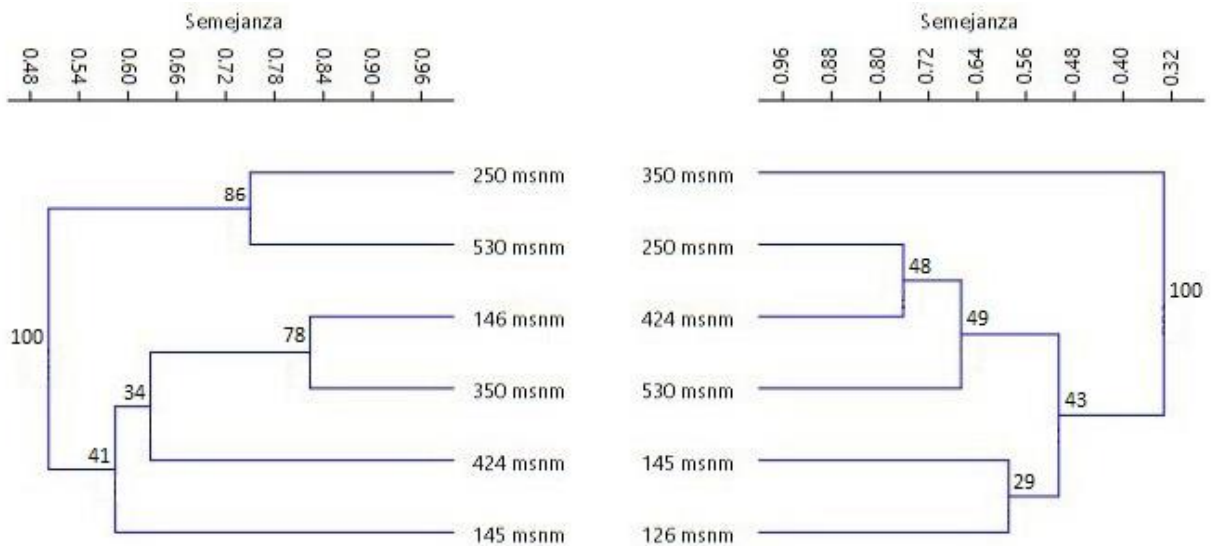 Semejanza
0.48 0.54 0.60 0.66 0.72 0.78 0.84 0.90 0.96
86
100
78
34
41
250 msnm
530 msnm
146 msnm
350 msnm
424 msnm
145 msnm
Semejanza
0.96 0.88 0.80 0.72 0.64 0.56 0.48 0.40 0.32
350 msnm
250 msnm
424 msnm
530 msnm
145 msnm
126 msnm
48
100
49
43
29